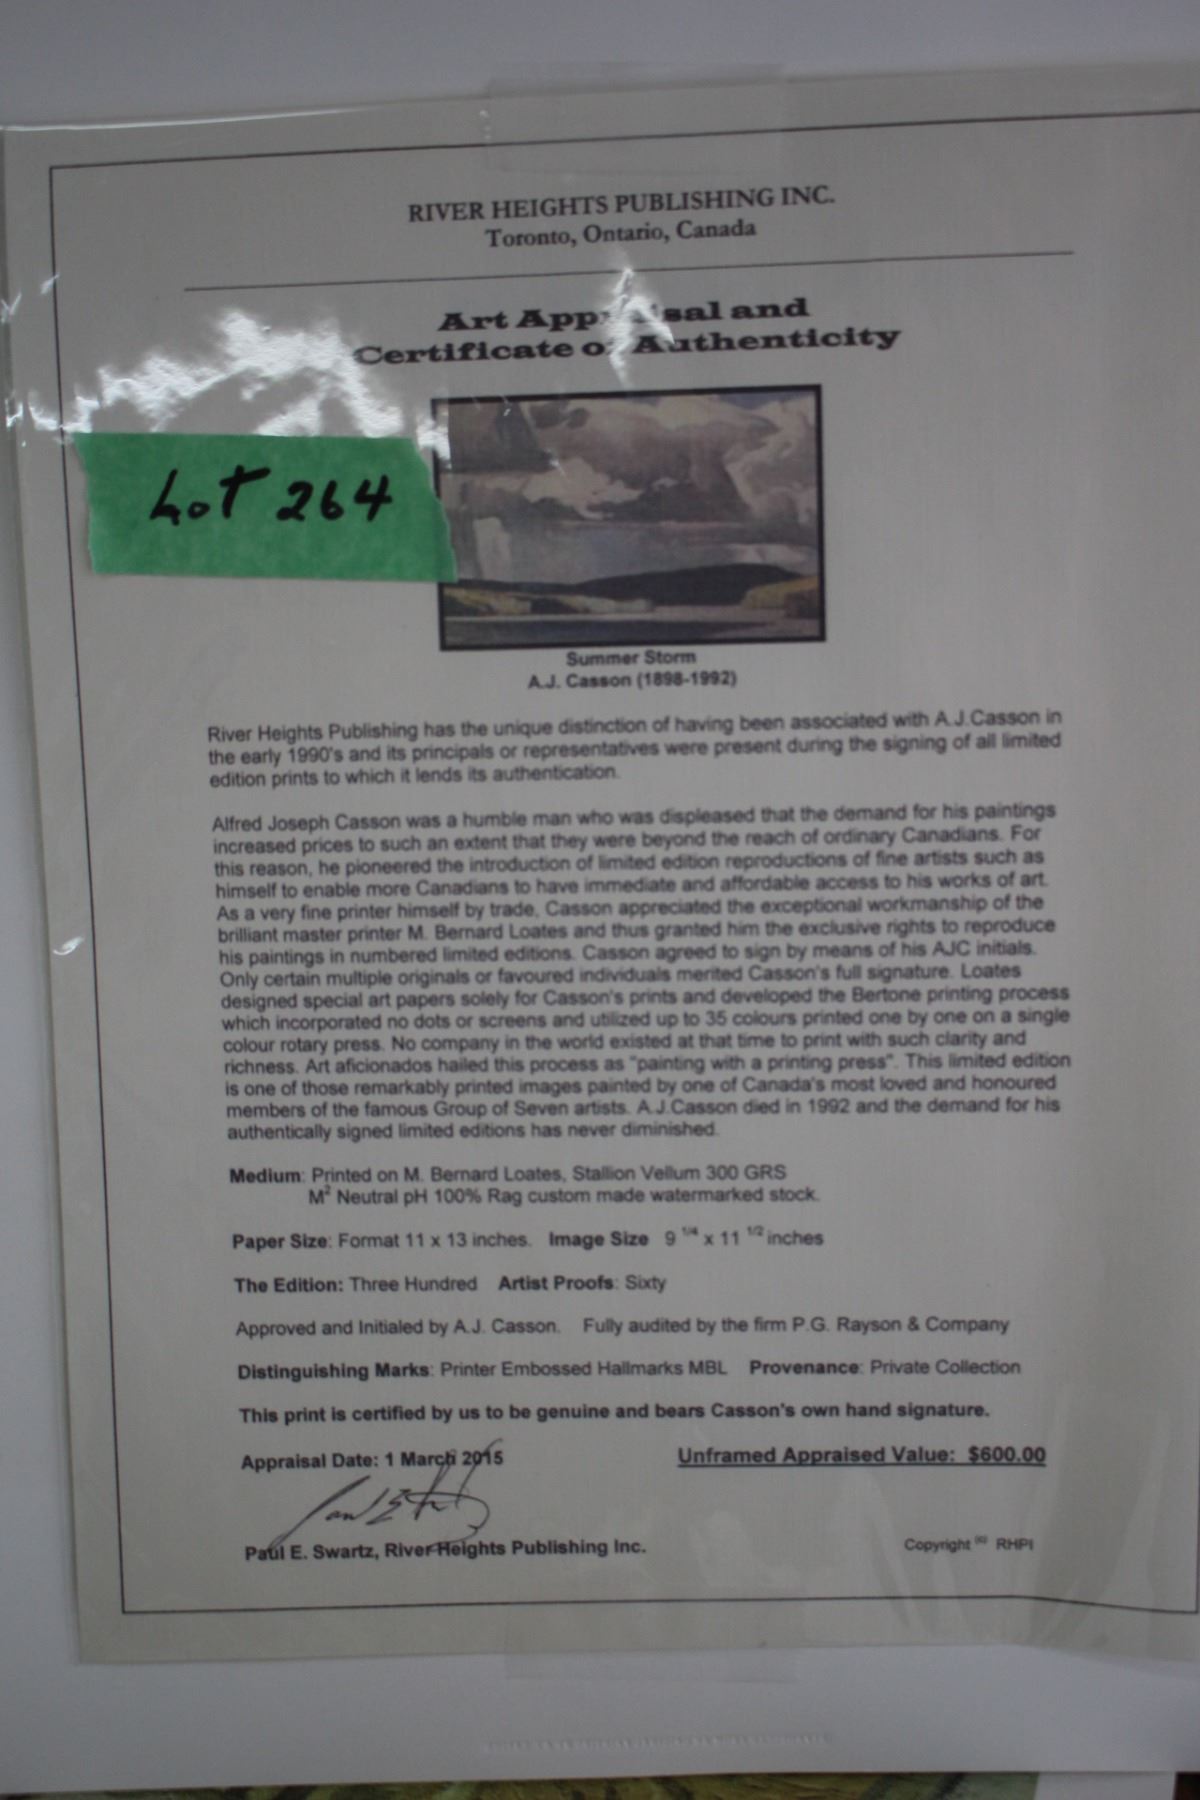 RIVER HEIGHTS PUBLISHING INC.
Toronto, Ontario, Canada
Art Appraisal and
Certificate of Authenticity
Lot 264
Summer Storm
A.J. Casson (1898-1992)
River Heights Publishing has the unique distinction of having been associated with A.J.Casson in
the early 1990's and its principals or representatives were present during the signing of all limited
edition prints to which it lends its authentication.
Alfred Joseph Casson was a humble man who was displeased that the demand for his paintings
increased prices to such an extent that they were beyond the reach of ordinary Canadians. For
this reason, he pioneered the introduction of limited edition reproductions of fine artists such as
himself to enable more Canadians to have immediate and affordable access to his works of art.
As a very fine printer himself by trade, Casson appreciated the exceptional workmanship of the
brilliant master printer M. Bernard Loates and thus granted him the exclusive rights to reproduce
his paintings in numbered limited editions. Casson agreed to sign by means of his AJC initials.
Only certain multiple originals or favoured individuals merited Casson's full signature. Loates
designed special art papers solely for Casson's prints and developed the Bertone printing process
which incorporated no dots or screens and utilized up to 35 colours printed one by one on a single
colour rotary press. No company in the world existed at that time to print with such clarity and
richness. Art aficionados hailed this process as "painting with a printing press". This limited edition
is one of those remarkably printed images painted by one of Canada's most loved and honoured
members of the famous Group of Seven artists. A.J.Casson died in 1992 and the demand for his
authentically signed limited editions has never diminished.
Medium: Printed on M. Bernard Loates, Stallion Vellum 300 GRS
M² Neutral pH 100% Rag custom made watermarked stock.
Paper Size: Format 11 x 13 inches. Image Size 9 1/4 x 11 1/2 inches
The Edition: Three Hundred Artist Proofs: Sixty
Approved and Initialed by A.J. Casson. Fully audited by the firm P.G. Rayson & Company
Distinguishing Marks: Printer Embossed Hallmarks MBL Provenance: Private Collection
This print is certified by us to be genuine and bears Casson's own hand signature.
Appraisal Date: 1 March 2015 Unframed Appraised Value: $600.00
Paul E. Swartz, River Heights Publishing Inc. Copyright (c) RHPI